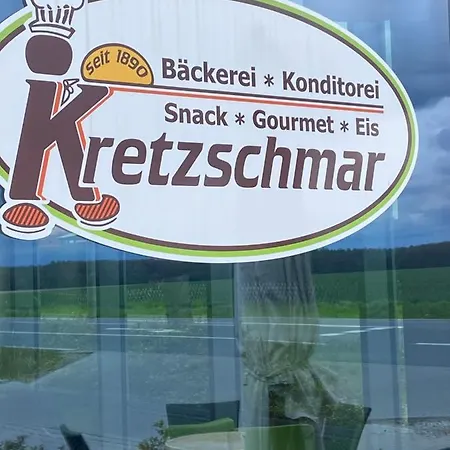 Seit 1890
Bäckerei * Konditorei
Snack * Gourmet * Eis
Kretzschmar